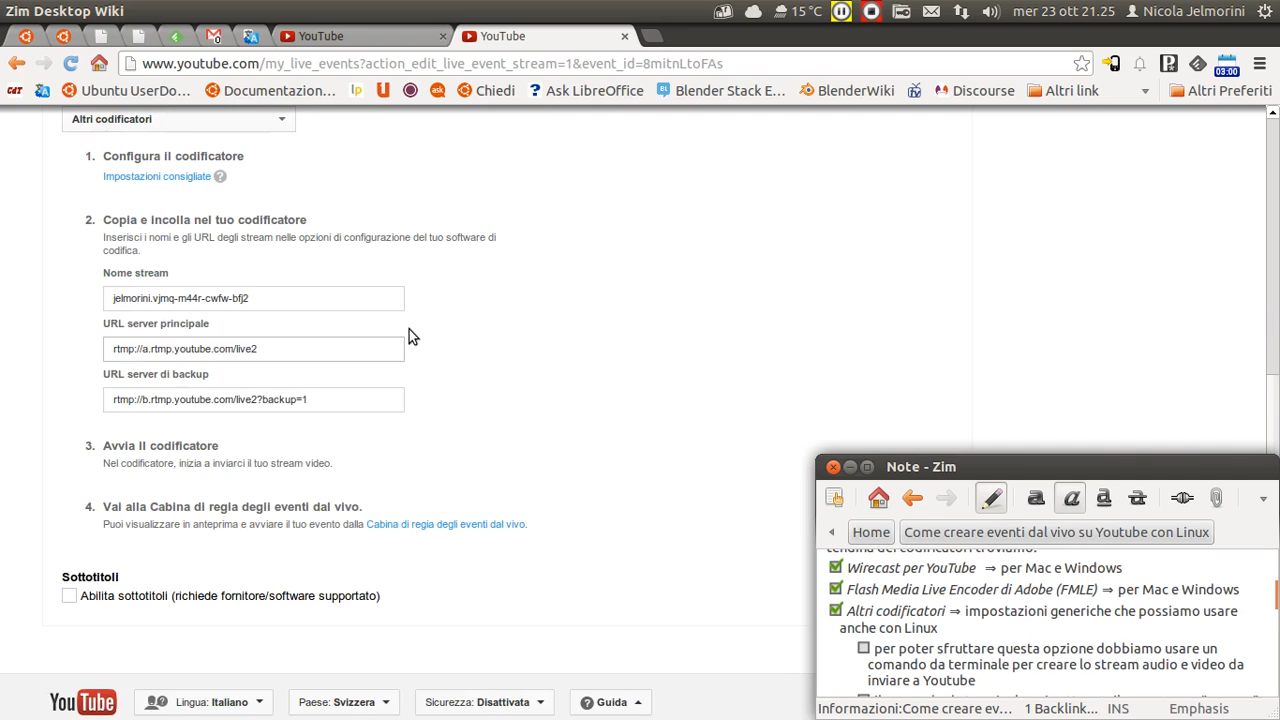 Zim Desktop Wiki
15 °C
mer 23 ott 21.25
Nicola Jelmorini
YouTube
YouTube
www.youtube.com/my_live_events?action_edit_live_event_stream=1&event_id=8mitnLtoFAs
03:00
CAT
Ubuntu UserDo...
Documentazion...
lp
Chiedi
Ask LibreOffice
Blender Stack E...
BlenderWiki
Discourse
Altri link
Altri Preferiti
Altri codificatori
1. Configura il codificatore
Impostazioni consigliate ?
2. Copia e incolla nel tuo codificatore
Inserisci i nomi e gli URL degli stream nelle opzioni di configurazione del tuo software di
codifica.
Nome stream
jelmorini.vjmq-m44r-cwfw-bfj2
URL server principale
rtmp://a.rtmp.youtube.com/live2
URL server di backup
rtmp://b.rtmp.youtube.com/live2?backup=1
3. Avvia il codificatore
Nel codificatore, inizia a inviarci il tuo stream video.
4. Vai alla Cabina di regia degli eventi dal vivo.
Puoi visualizzare in anteprima e avviare il tuo evento dalla Cabina di regia degli eventi dal vivo.
Sottotitoli
Abilita sottotitoli (richiede fornitore/software supportato)
YouTube
Lingua: Italiano
Paese: Svizzera
Sicurezza: Disattivata
Guida
Note - Zim
Home
Come creare eventi dal vivo su Youtube con Linux
tendina dei codificatori troviamo:
Wirecast per YouTube ⇒ per Mac e Windows
Flash Media Live Encoder di Adobe (FMLE) ⇒ per Mac e Windows
Altri codificatori ⇒ impostazioni generiche che possiamo usare
anche con Linux
per poter sfruttare questa opzione dobbiamo usare un
comando da terminale per creare lo stream audio e video da
inviare a Youtube
Informazioni:Come creare ev...
1 Backlink...
INS
Emphasis